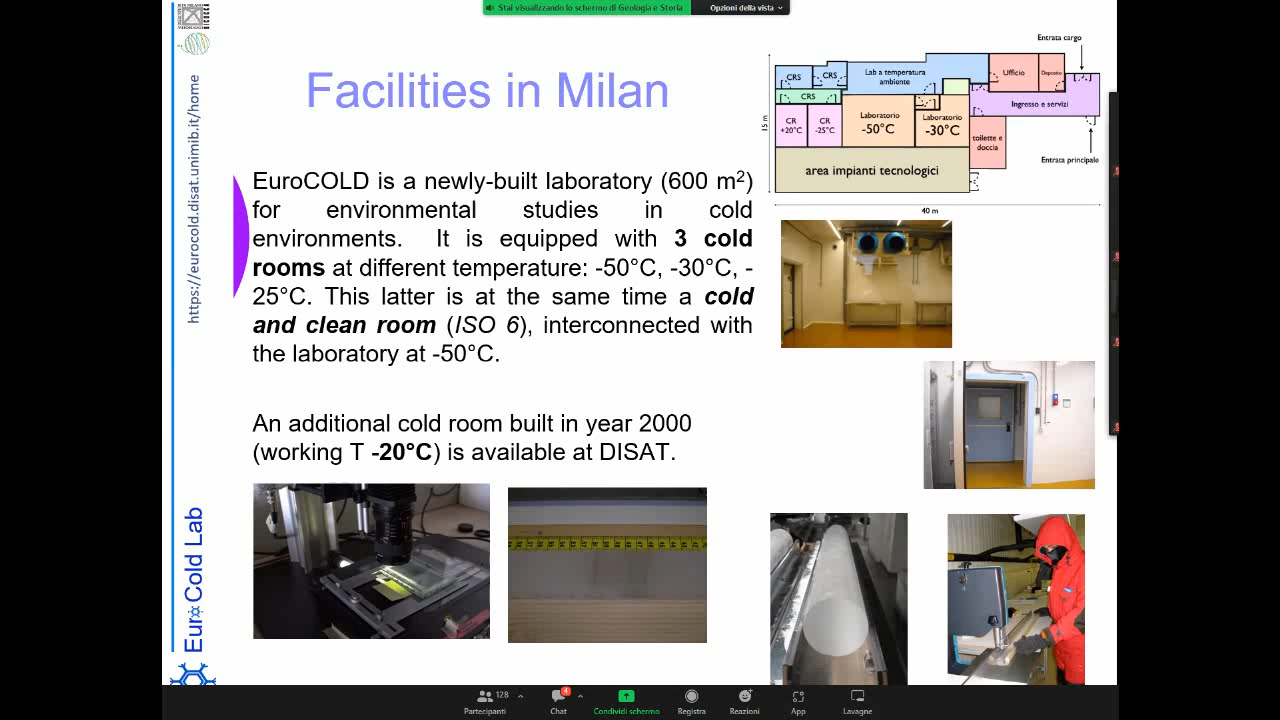 Stai visualizzando lo schermo di Geologia e Storia
Opzioni della vista
https://eurocold.disat.unimib.it/home
Facilities in Milan
EuroCOLD is a newly-built laboratory (600 m²)
for environmental studies in cold
environments. It is equipped with 3 cold
rooms at different temperature: -50°C, -30°C, -
25°C. This latter is at the same time a cold
and clean room (ISO 6), interconnected with
the laboratory at -50°C.
An additional cold room built in year 2000
(working T -20°C) is available at DISAT.
Entrata cargo
CRS
CRS
Lab a temperatura
ambiente
Ufficio
Deposito
CRS
Ingresso e servizi
CR
+20°C
CR
-25°C
Laboratorio
-50°C
Laboratorio
-30°C
toilette e
doccia
15 m
area impianti tecnologici
Entrata principale
40 m
Euro Cold Lab
128
4
Partecipanti
Chat
Condividi schermo
Registra
Reazioni
App
Lavagne